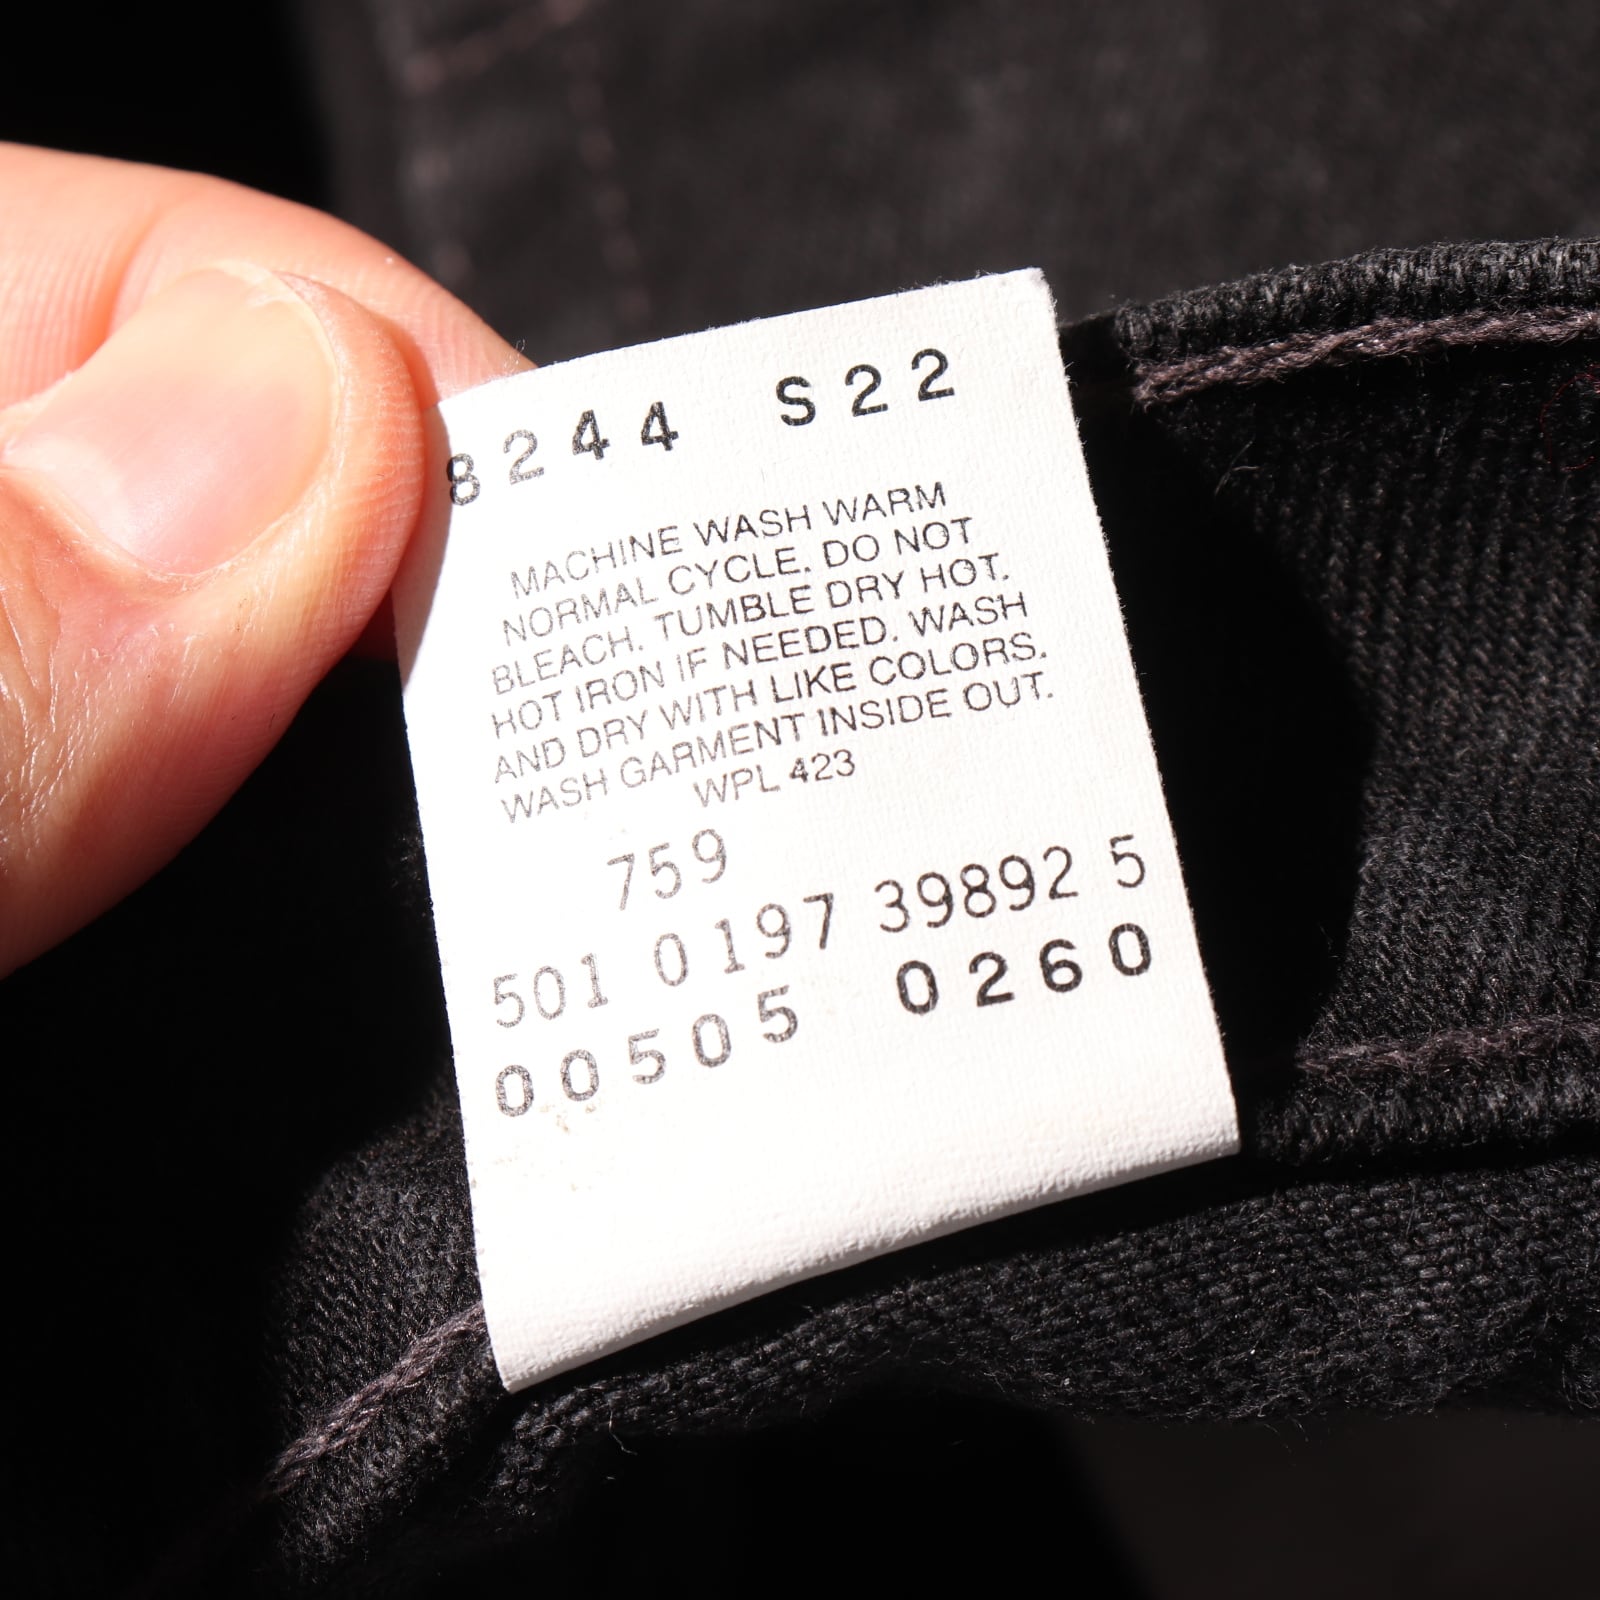 8244 S22
MACHINE WASH WARM
NORMAL CYCLE. DO NOT
BLEACH. TUMBLE DRY HOT.
HOT IRON IF NEEDED. WASH
AND DRY WITH LIKE COLORS.
WASH GARMENT INSIDE OUT.
WPL 423
759
501 0197 39892 5
00505 0260